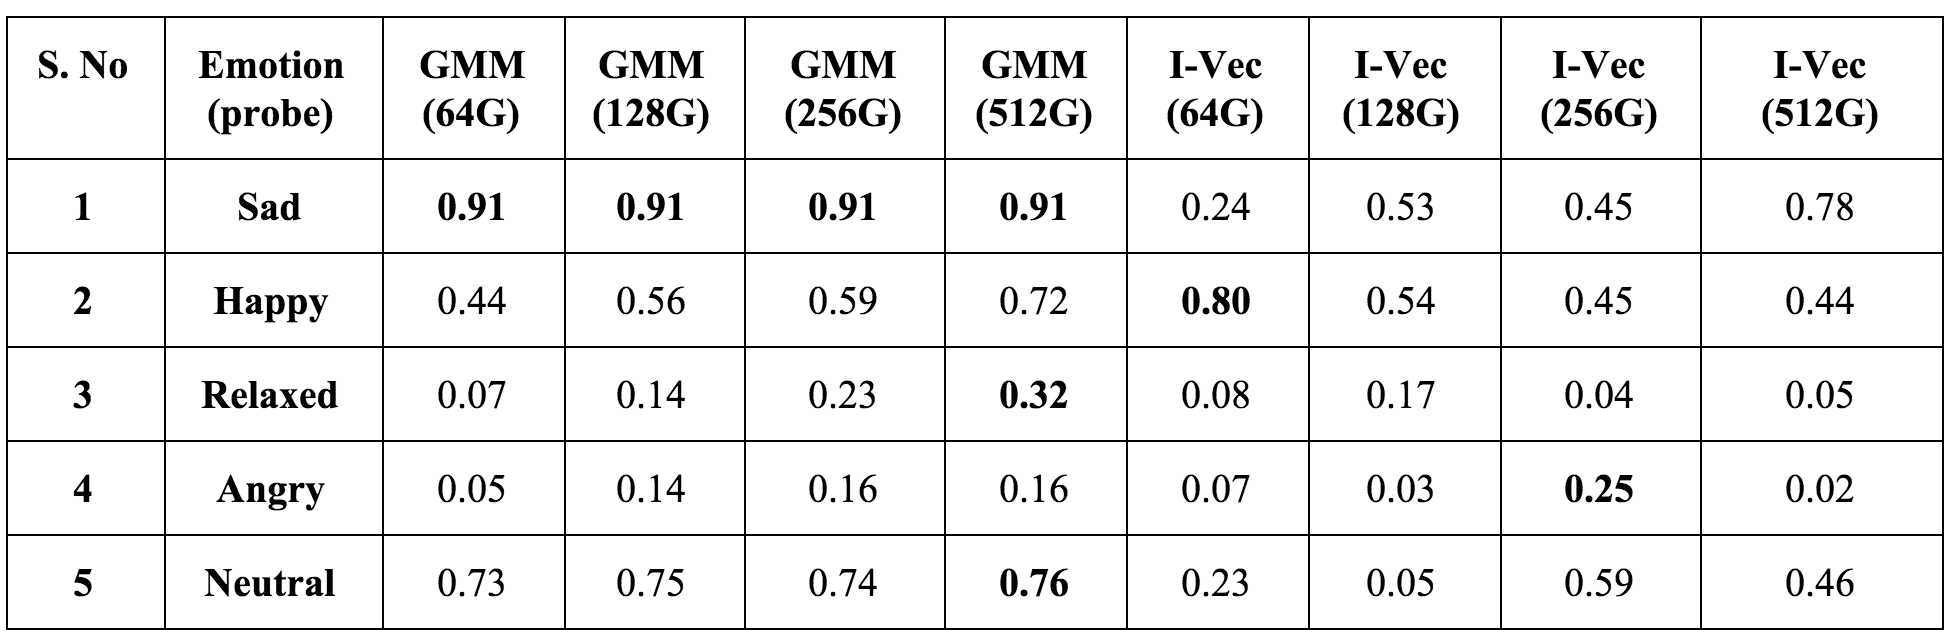 S. No Emotion (probe) GMM (64G) GMM (128G) GMM (256G) GMM (512G) I-Vec (64G) I-Vec (128G) I-Vec (256G) I-Vec (512G)
1 Sad 0.91 0.91 0.91 0.91 0.24 0.53 0.45 0.78
2 Happy 0.44 0.56 0.59 0.72 0.80 0.54 0.45 0.44
3 Relaxed 0.07 0.14 0.23 0.32 0.08 0.17 0.04 0.05
4 Angry 0.05 0.14 0.16 0.16 0.07 0.03 0.25 0.02
5 Neutral 0.73 0.75 0.74 0.76 0.23 0.05 0.59 0.46